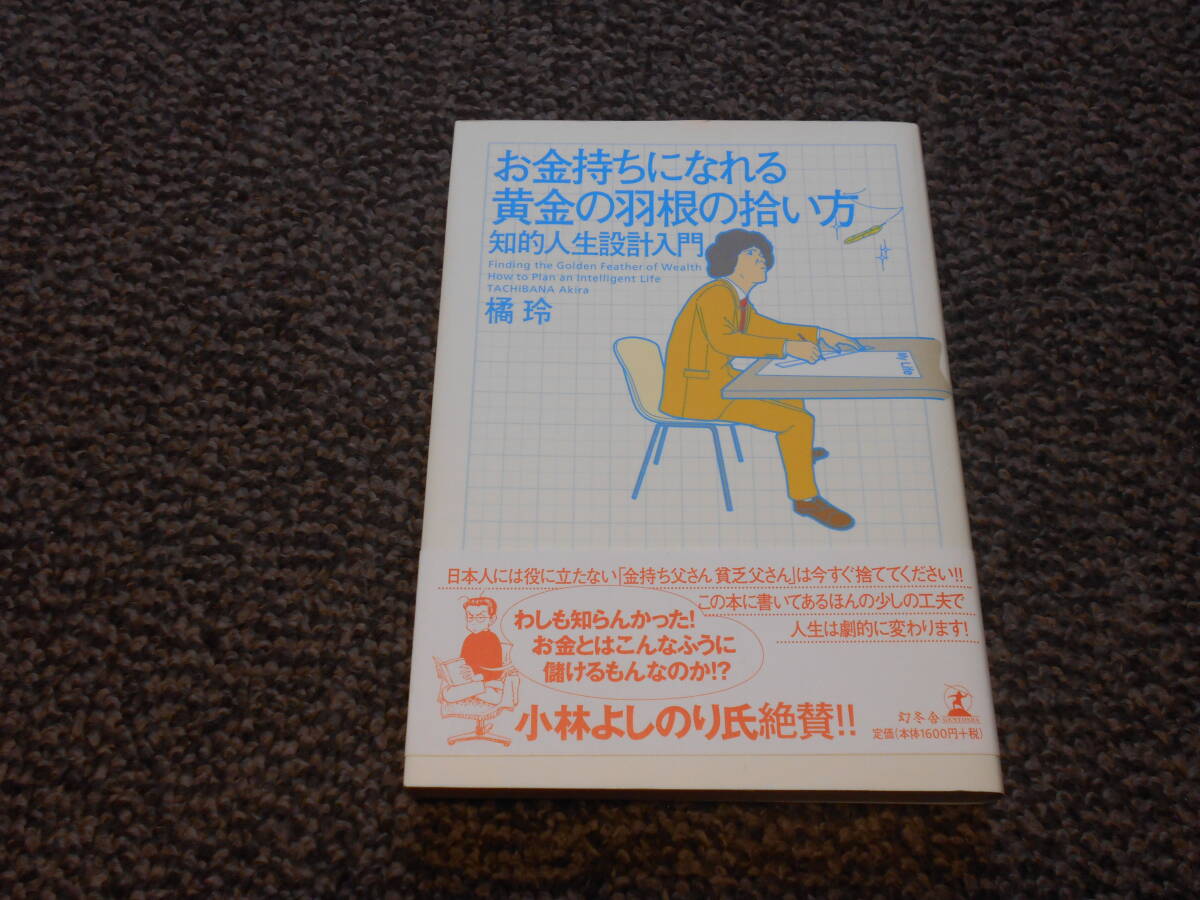 お金持ちになれる
黄金の羽根の拾い方
知的人生設計入門
Finding the Golden Feather of Wealth
How to Plan an Intelligent Life
TACHIBANA Akira
橘 玲
My Life
日本人には役に立たない「金持ち父さん 貧乏父さん」は今すぐ捨ててください!!
この本に書いてあるほんの少しの工夫で
人生は劇的に変わります!
わしも知らんかった!
お金とはこんなふうに
儲けるもんなのか!?
小林よしのり氏絶賛!!
幻冬舎
GENTOSHA
定価(本体1600円+税)